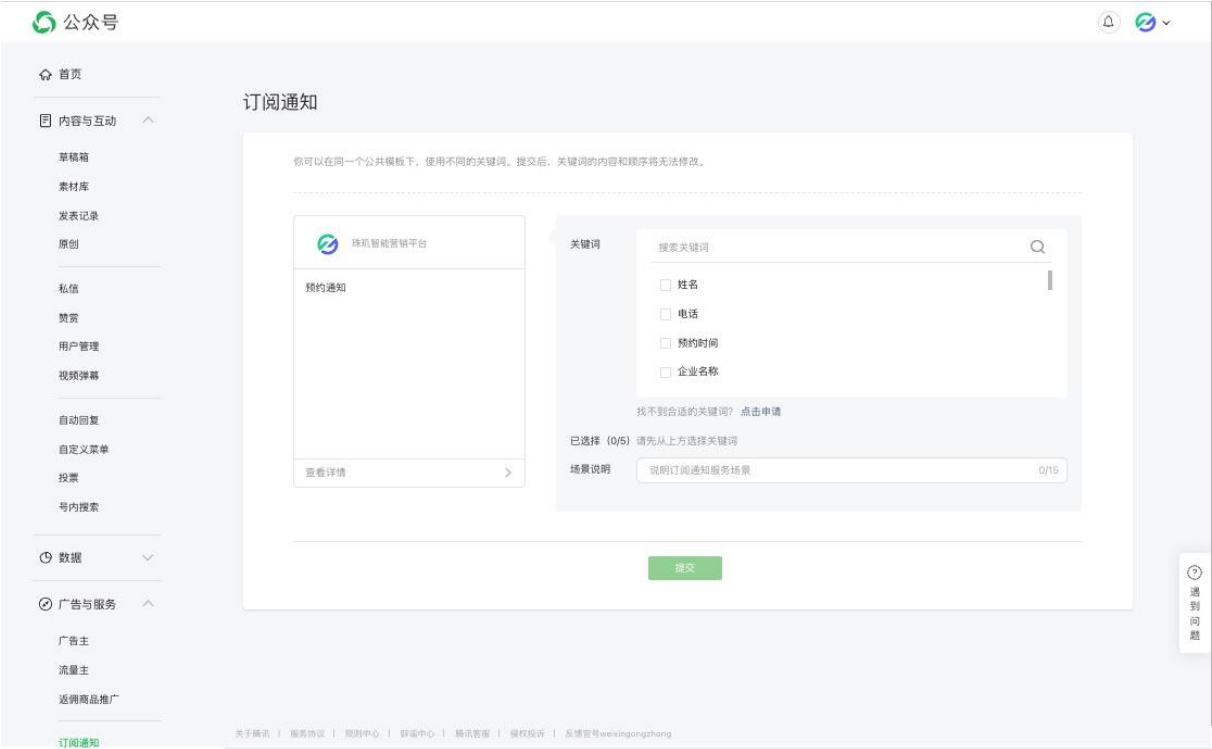 公众号
首页
内容与互动
草稿箱
素材库
发表记录
原创
私信
赞赏
用户管理
视频弹幕
自动回复
自定义菜单
投票
号内搜索
数据
广告与服务
广告主
流量主
返佣商品推广
订阅通知
订阅通知
你可以在同一个公共模板下，使用不同的关键词。提交后，关键词的内容和顺序将无法修改。
珠玑智能营销平台
预约通知
查看详情
关键词
搜索关键词
姓名
电话
预约时间
企业名称
找不到合适的关键词？ 点击申请
已选择（0/5） 请先从上方选择关键词
场景说明 说明订阅通知服务场景 0/15
提交
遇到问题
关于腾讯 | 服务协议 | 规则中心 | 辟谣中心 | 腾讯客服 | 侵权投诉 | 反馈官号weixingongzhong